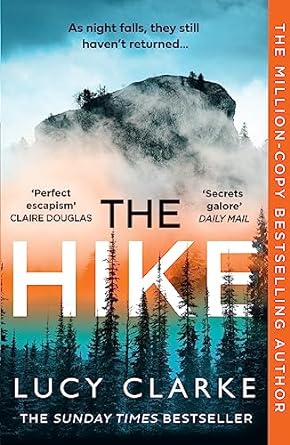 As night falls, they still
haven't returned...
'Perfect
escapism'
CLAIRE DOUGLAS
'Secrets
galore'
DAILY MAIL
THE
HIKE
LUCY CLARKE
THE SUNDAY TIMES BESTSELLER
THE MILLION-COPY BESTSELLING AUTHOR